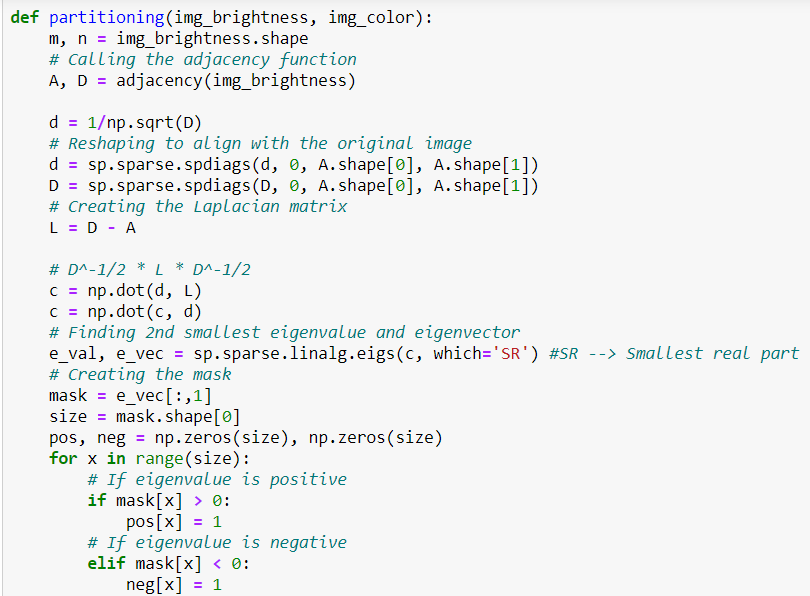 def partitioning(img_brightness, img_color):
    m, n = img_brightness.shape
    # Calling the adjacency function
    A, D = adjacency(img_brightness)

    d = 1/np.sqrt(D)
    # Reshaping to align with the original image
    d = sp.sparse.spdiags(d, 0, A.shape[0], A.shape[1])
    D = sp.sparse.spdiags(D, 0, A.shape[0], A.shape[1])
    # Creating the Laplacian matrix
    L = D - A

    # D^-1/2 * L * D^-1/2
    c = np.dot(d, L)
    c = np.dot(c, d)
    # Finding 2nd smallest eigenvalue and eigenvector
    e_val, e_vec = sp.sparse.linalg.eigs(c, which='SR') #SR --> Smallest real part
    # Creating the mask
    mask = e_vec[:,1]
    size = mask.shape[0]
    pos, neg = np.zeros(size), np.zeros(size)
    for x in range(size):
        # If eigenvalue is positive
        if mask[x] > 0:
            pos[x] = 1
        # If eigenvalue is negative
        elif mask[x] < 0:
            neg[x] = 1